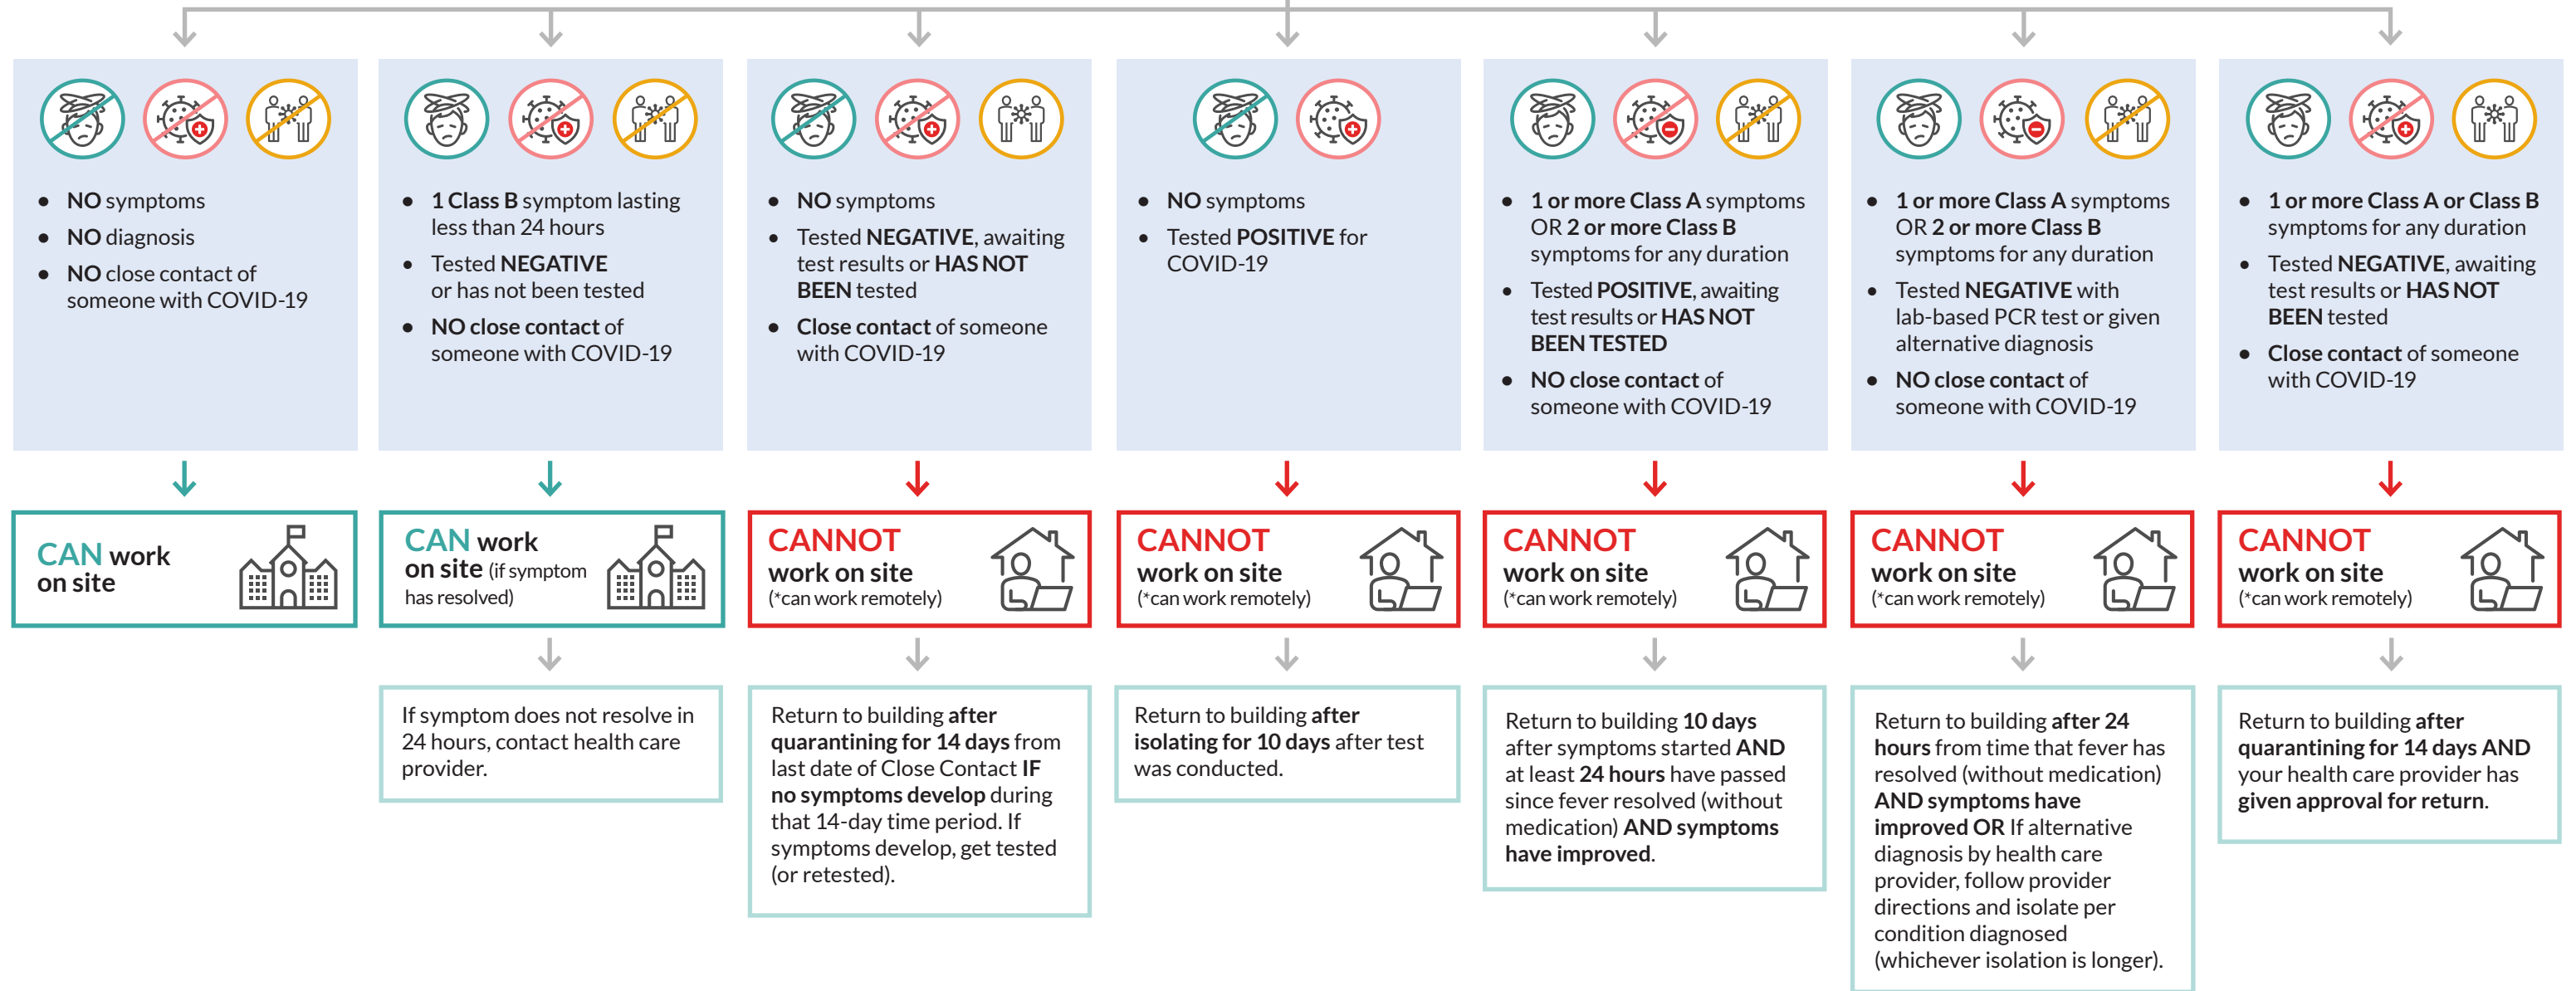 ● NO symptoms
● NO diagnosis
● NO close contact of
someone with COVID-19
CAN work
on site
● 1 Class B symptom lasting
less than 24 hours
● Tested NEGATIVE
or has not been tested
● NO close contact of
someone with COVID-19
CAN work
on site (if symptom
has resolved)
If symptom does not resolve in
24 hours, contact health care
provider.
● NO symptoms
● Tested NEGATIVE, awaiting
test results or HAS NOT
BEEN tested
● Close contact of someone
with COVID-19
CANNOT
work on site
(*can work remotely)
Return to building after
quarantining for 14 days from
last date of Close Contact IF
no symptoms develop during
that 14-day time period. If
symptoms develop, get tested
(or retested).
● NO symptoms
● Tested POSITIVE for
COVID-19
CANNOT
work on site
(*can work remotely)
Return to building after
isolating for 10 days after test
was conducted.
● 1 or more Class A symptoms
OR 2 or more Class B
symptoms for any duration
● Tested POSITIVE, awaiting
test results or HAS NOT
BEEN TESTED
● NO close contact of
someone with COVID-19
CANNOT
work on site
(*can work remotely)
Return to building 10 days
after symptoms started AND
at least 24 hours have passed
since fever resolved (without
medication) AND symptoms
have improved.
● 1 or more Class A symptoms
OR 2 or more Class B
symptoms for any duration
● Tested NEGATIVE with
lab-based PCR test or given
alternative diagnosis
● NO close contact of
someone with COVID-19
CANNOT
work on site
(*can work remotely)
Return to building after 24
hours from time that fever has
resolved (without medication)
AND symptoms have
improved OR If alternative
diagnosis by health care
provider, follow provider
directions and isolate per
condition diagnosed
(whichever isolation is longer).
● 1 or more Class A or Class B
symptoms for any duration
● Tested NEGATIVE, awaiting
test results or HAS NOT
BEEN tested
● Close contact of someone
with COVID-19
CANNOT
work on site
(*can work remotely)
Return to building after
quarantining for 14 days AND
your health care provider has
given approval for return.